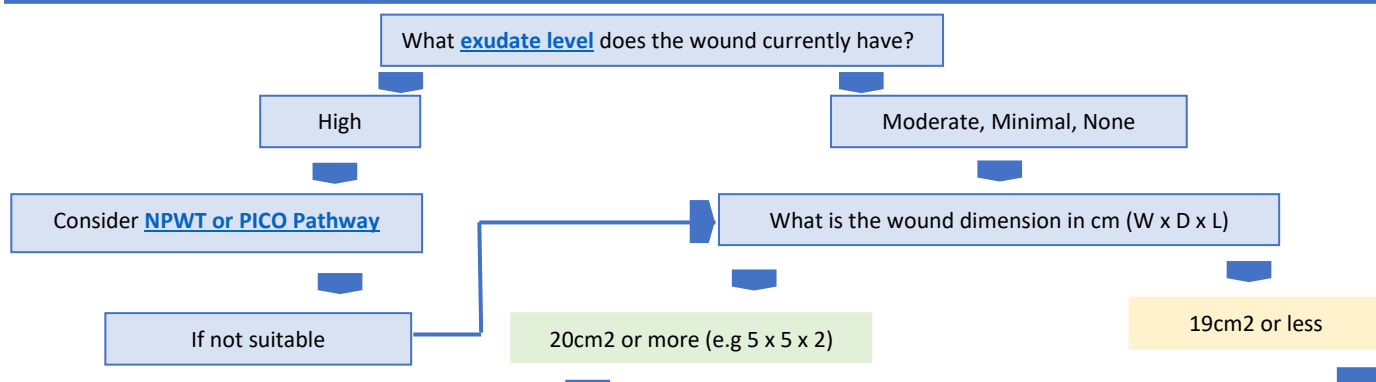 What exudate level does the wound currently have?
High
Moderate, Minimal, None
Consider NPWT or PICO Pathway
What is the wound dimension in cm (W x D x L)
If not suitable
20cm2 or more (e.g 5 x 5 x 2)
19cm2 or less